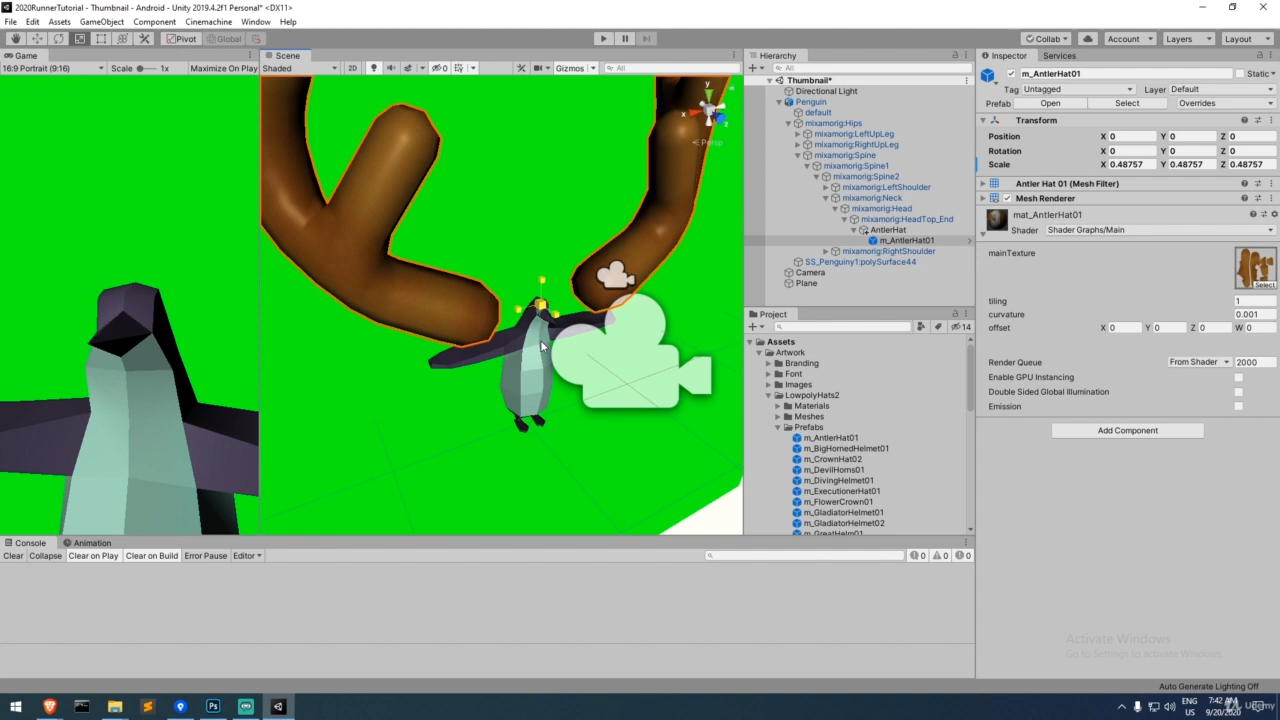 2020RunnerTutorial - Thumbnail - Android - Unity 2019.4.2f1 Personal* <DX11>
File Edit Assets GameObject Component Cinemachine Window Help
Pivot Global Collab Account Layers Layout
Game Scene Hierarchy Inspector Services
16:9 Portrait (9:16) Scale 1x Maximize On Play Shaded 2D 0 Gizmos All
All
m_AntlerHat01 Static
Thumbnail*
Tag Untagged Layer Default
Directional Light
Penguin
Prefab Open Select Overrides
default
mixamorig:Hips
Transform
mixamorig:LeftUpLeg
Position X 0 Y 0 Z 0
mixamorig:RightUpLeg
Rotation X 0 Y 0 Z 0
mixamorig:Spine
Scale X 0.48757 Y 0.48757 Z 0.48757
mixamorig:Spine1
mixamorig:Spine2
Antler Hat 01 (Mesh Filter)
mixamorig:LeftShoulder
mixamorig:Neck
Mesh Renderer
mixamorig:Head
mat_AntlerHat01
mixamorig:HeadTop_End
AntlerHat
Shader Shader Graphs/Main
m_AntlerHat01
mixamorig:RightShoulder
mainTexture
SS_Penguiny1:polySurface44
Camera
Plane
Select
y
x
z
Persp
tiling 1
curvature 0.001
offset X 0 Y 0 Z 0 W 0
Project
14
Assets
Artwork
Branding
Font
Images
LowpolyHats2
Materials
Meshes
Prefabs
m_AntlerHat01
m_BigHornedHelmet01
m_CrownHat02
m_DevilHorns01
m_DivingHelmet01
m_ExecutionerHat01
m_FlowerCrown01
m_GladiatorHelmet01
m_GladiatorHelmet02
m_GreatHelm01
Render Queue From Shader 2000
Enable GPU Instancing
Double Sided Global Illumination
Emission
Add Component
Console Animation
Clear Collapse Clear on Play Clear on Build Error Pause Editor 0 0 0
Activate Windows
Go to Settings to activate Windows.
Auto Generate Lighting Off
Ps
ENG
US
7:42 AM
9/20/2020
Udemy